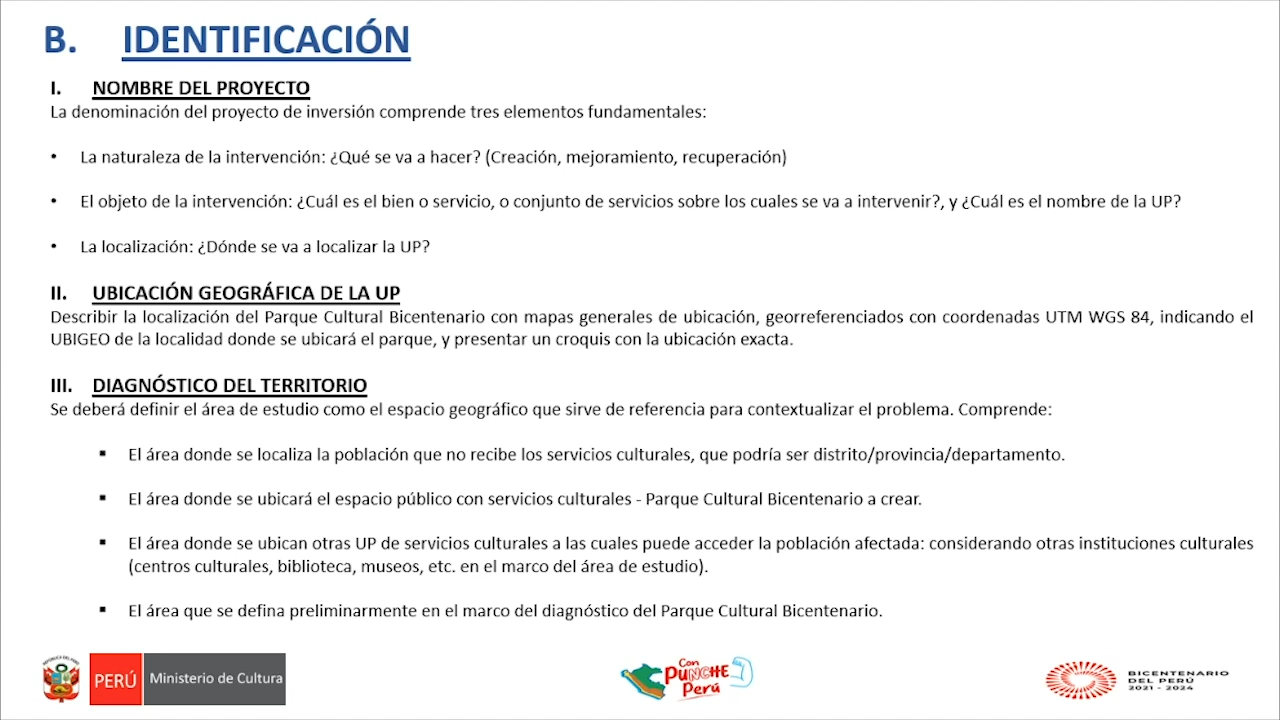 B. IDENTIFICACIÓN
I. NOMBRE DEL PROYECTO
La denominación del proyecto de inversión comprende tres elementos fundamentales:
• La naturaleza de la intervención: ¿Qué se va a hacer? (Creación, mejoramiento, recuperación)
• El objeto de la intervención: ¿Cuál es el bien o servicio, o conjunto de servicios sobre los cuales se va a intervenir?, y ¿Cuál es el nombre de la UP?
• La localización: ¿Dónde se va a localizar la UP?
II. UBICACIÓN GEOGRÁFICA DE LA UP
Describir la localización del Parque Cultural Bicentenario con mapas generales de ubicación, georreferenciados con coordenadas UTM WGS 84, indicando el
UBIGEO de la localidad donde se ubicará el parque, y presentar un croquis con la ubicación exacta.
III. DIAGNÓSTICO DEL TERRITORIO
Se deberá definir el área de estudio como el espacio geográfico que sirve de referencia para contextualizar el problema. Comprende:
▪ El área donde se localiza la población que no recibe los servicios culturales, que podría ser distrito/provincia/departamento.
▪ El área donde se ubicará el espacio público con servicios culturales - Parque Cultural Bicentenario a crear.
▪ El área donde se ubican otras UP de servicios culturales a las cuales puede acceder la población afectada: considerando otras instituciones culturales
(centros culturales, biblioteca, museos, etc. en el marco del área de estudio).
▪ El área que se defina preliminarmente en el marco del diagnóstico del Parque Cultural Bicentenario.
REPÚBLICA DEL PERÚ
PERÚ Ministerio de Cultura
Con
PUNCHE
Perú
BICENTENARIO
DEL PERÚ
2021 - 2024